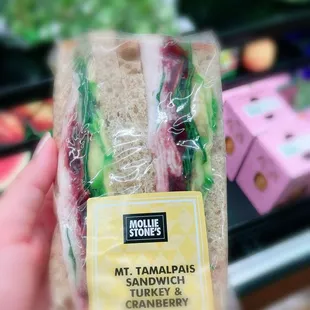 MOLLIE
STONE'S
MT. TAMALPAIS
SANDWICH
TURKEY &
CRANBERRY